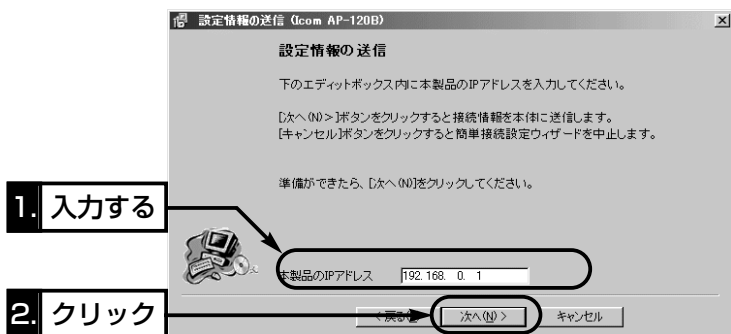 設定情報の送信 (Icom AP-120B)
設定情報の送信
下のエディットボックス内に本製品のIPアドレスを入力してください。
[次へ(N)>]ボタンをクリックすると接続情報を本体に送信します。
[キャンセル]ボタンをクリックすると簡単接続設定ウィザードを中止します。
準備ができたら、[次へ(N)]をクリックしてください。
1. 入力する
本製品のIPアドレス 192.168. 0. 1
2. クリック
< 戻る 次へ(N) > キャンセル